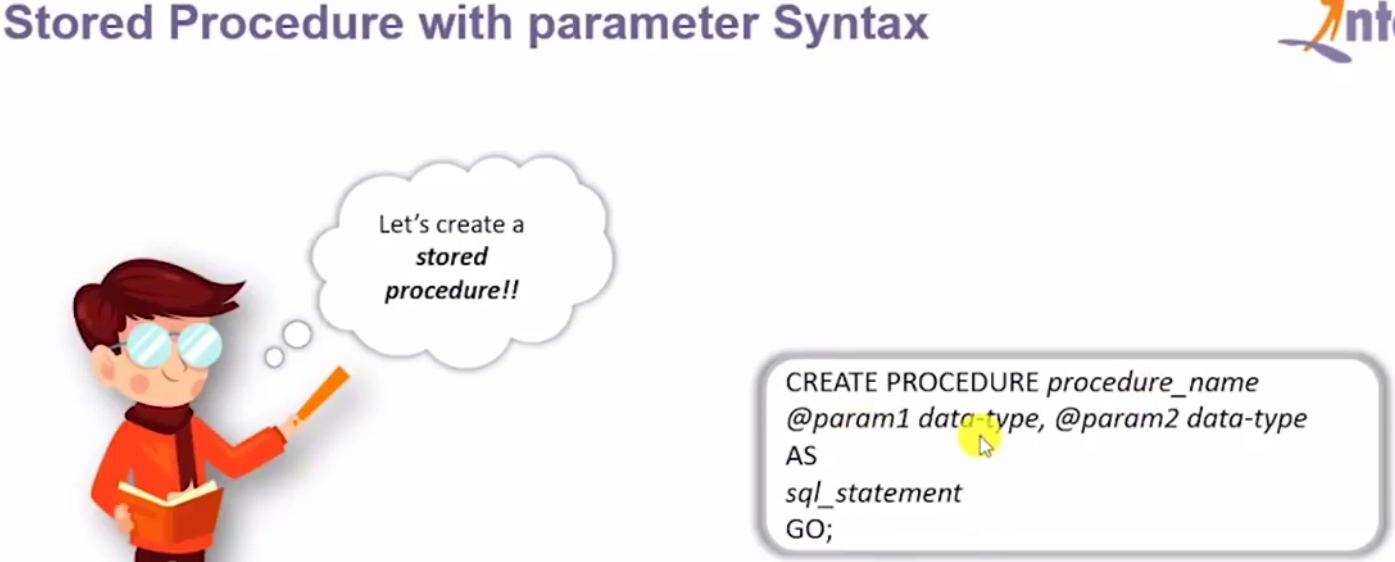 Stored Procedure with parameter Syntax
Let's create a
stored
procedure!!
CREATE PROCEDURE procedure_name
@param1 data-type, @param2 data-type
AS
sql_statement
GO;